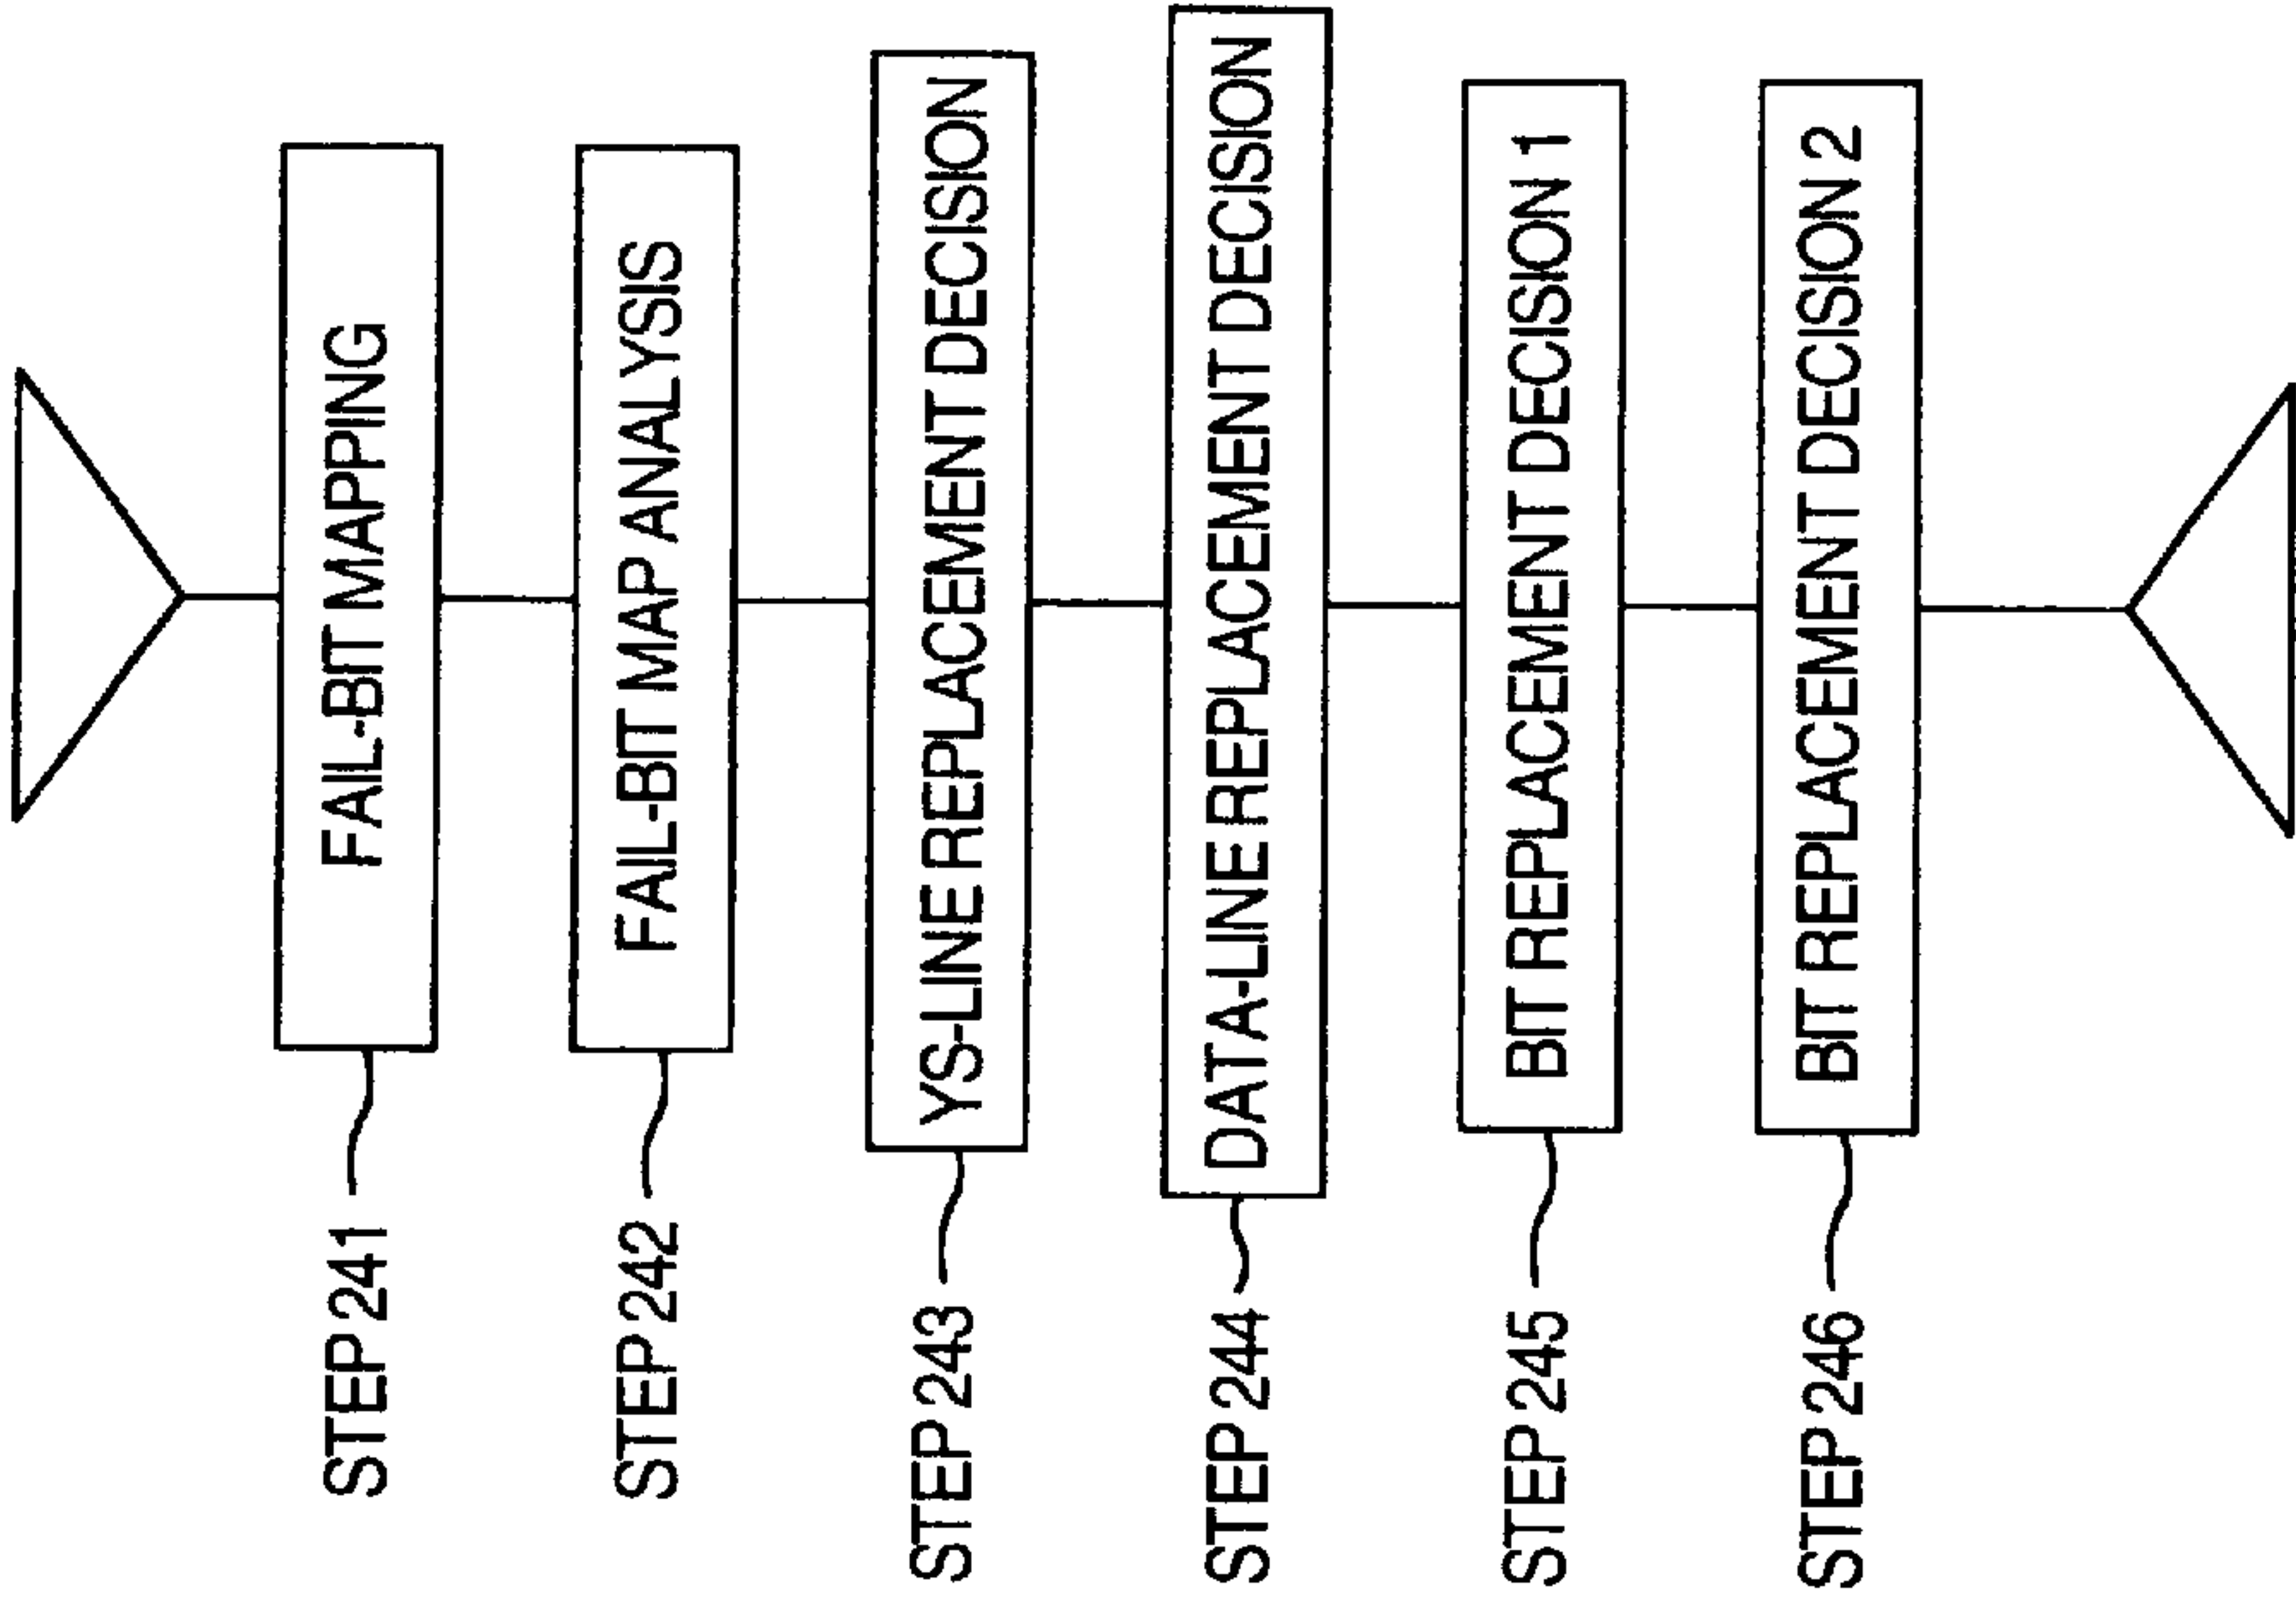 STEP 241
FAIL-BIT MAPPING
STEP 242
FAIL-BIT MAP ANALYSIS
STEP 243
YS-LINE REPLACEMENT DECISION
STEP 244
DATA-LINE REPLACEMENT DECISION
STEP 245
BIT REPLACEMENT DECISION 1
STEP 246
BIT REPLACEMENT DECISION 2